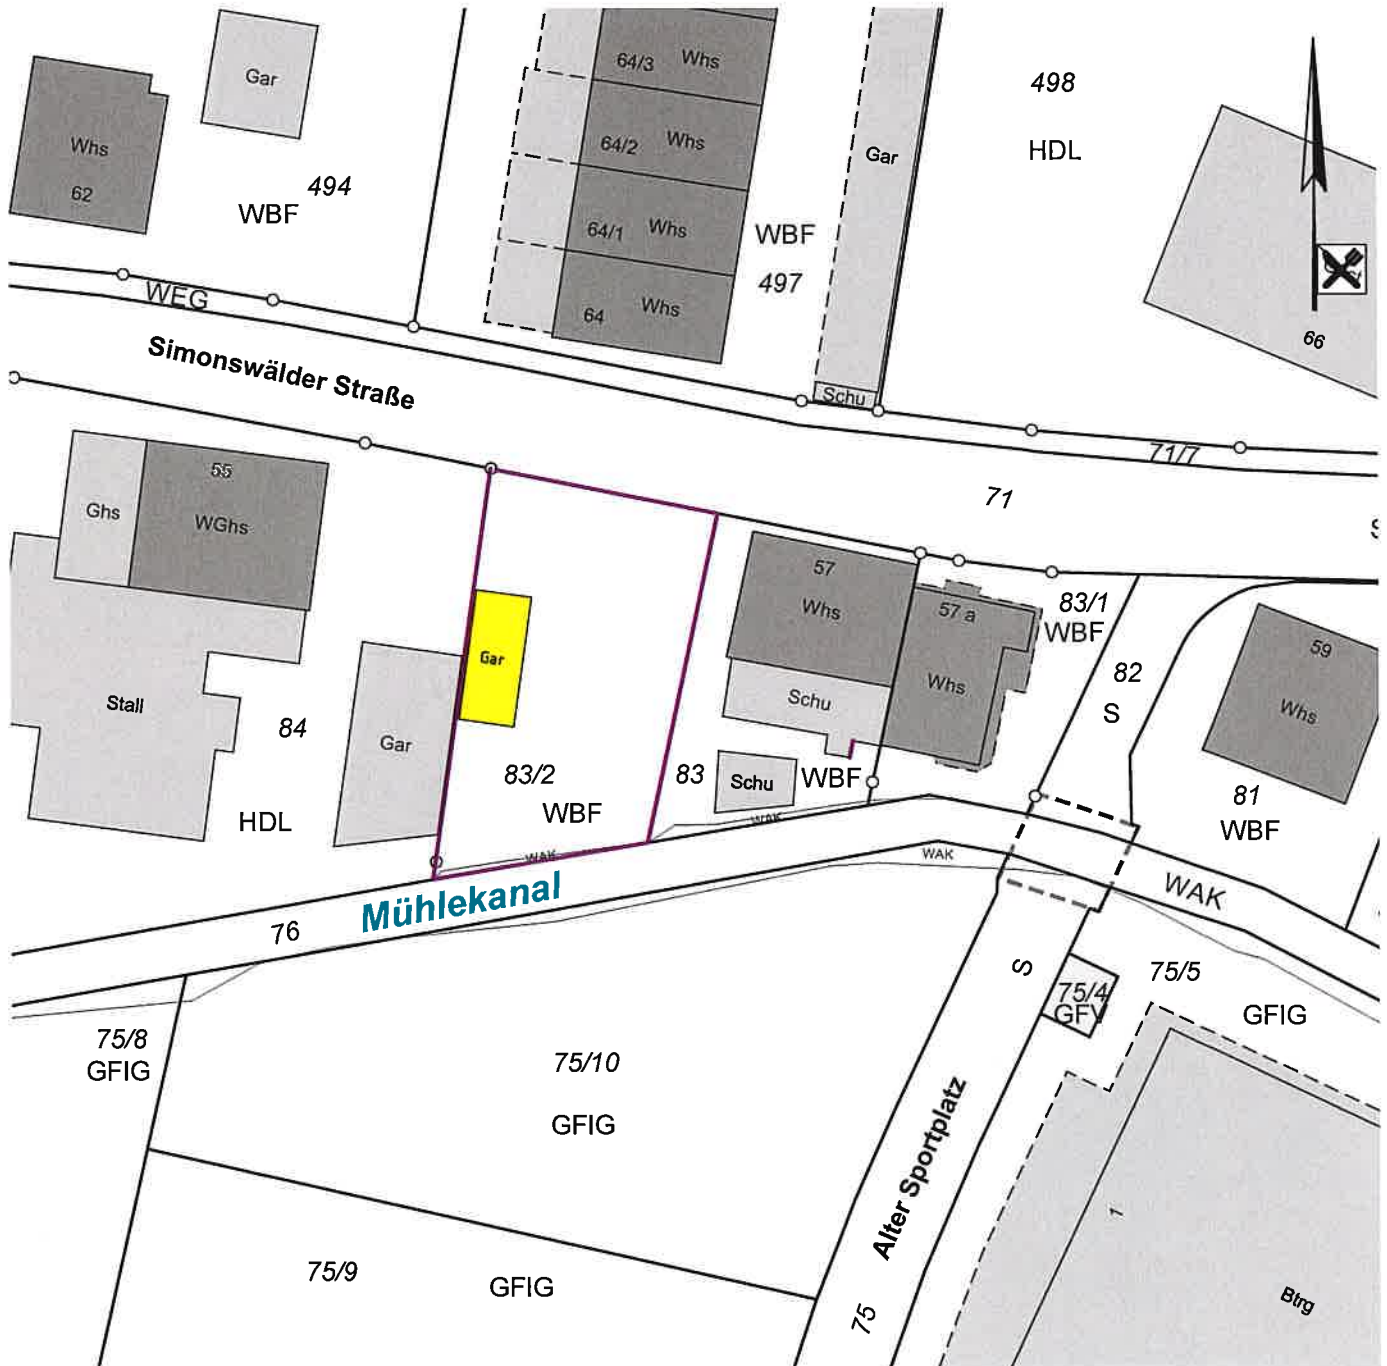 64/3 Whs
Gar
498
Whs
62
494
WBF
64/2 Whs
Gar
HDL
64/1 Whs
WBF
497
64 Whs
WEG
Simonswälder Straße
66
Schu
71/7
55
Ghs
WGhs
71
S
57
Whs
57 a
83/1
WBF
Gar
59
Whs
82
S
Whs
Stall
84
Gar
Schu
83/2
WBF
83
Schu
WBF
81
WBF
HDL
WAK
WAK
WAK
WAK
Mühlekanal
76
S
75/5
75/4
GFV
GFIG
75/8
GFIG
75/10
GFIG
Alter Sportplatz
1
75/9
GFIG
75
Btrg